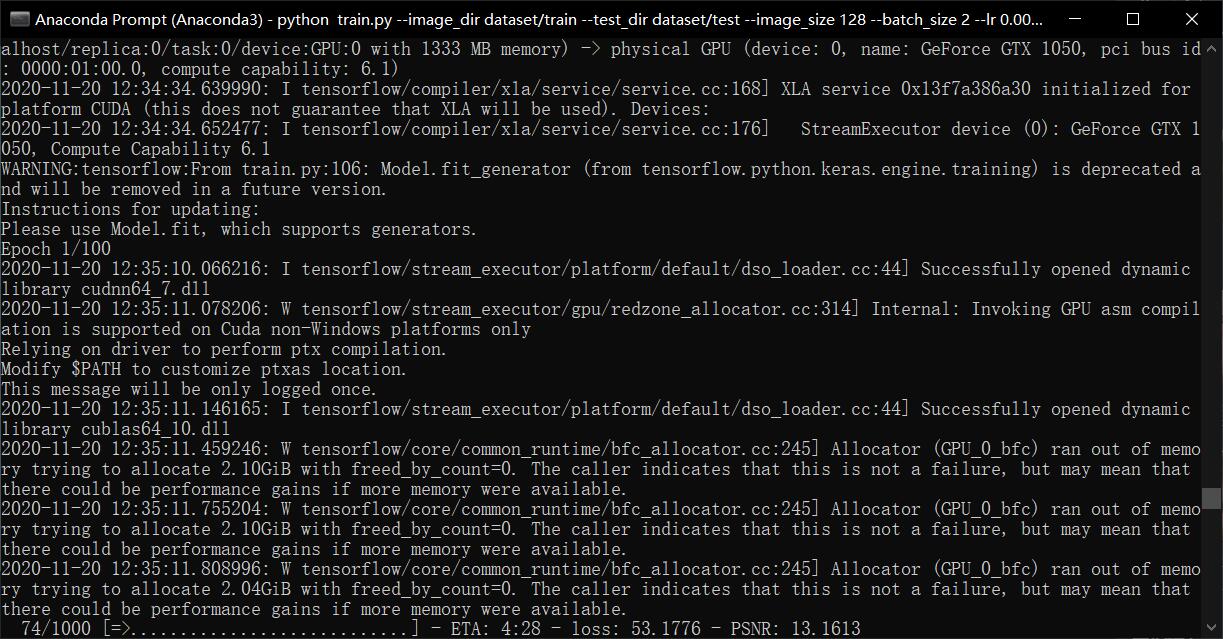 Anaconda Prompt (Anaconda3) - python  train.py --image_dir dataset/train --test_dir dataset/test --image_size 128 --batch_size 2 --lr 0.00...
alhost/replica:0/task:0/device:GPU:0 with 1333 MB memory) -> physical GPU (device: 0, name: GeForce GTX 1050, pci bus id
: 0000:01:00.0, compute capability: 6.1)
2020-11-20 12:34:34.639990: I tensorflow/compiler/xla/service/service.cc:168] XLA service 0x13f7a386a30 initialized for
platform CUDA (this does not guarantee that XLA will be used). Devices:
2020-11-20 12:34:34.652477: I tensorflow/compiler/xla/service/service.cc:176]   StreamExecutor device (0): GeForce GTX 1
050, Compute Capability 6.1
WARNING:tensorflow:From train.py:106: Model.fit_generator (from tensorflow.python.keras.engine.training) is deprecated a
nd will be removed in a future version.
Instructions for updating:
Please use Model.fit, which supports generators.
Epoch 1/100
2020-11-20 12:35:10.066216: I tensorflow/stream_executor/platform/default/dso_loader.cc:44] Successfully opened dynamic
library cudnn64_7.dll
2020-11-20 12:35:11.078206: W tensorflow/stream_executor/gpu/redzone_allocator.cc:314] Internal: Invoking GPU asm compil
ation is supported on Cuda non-Windows platforms only
Relying on driver to perform ptx compilation.
Modify $PATH to customize ptxas location.
This message will be only logged once.
2020-11-20 12:35:11.146165: I tensorflow/stream_executor/platform/default/dso_loader.cc:44] Successfully opened dynamic
library cublas64_10.dll
2020-11-20 12:35:11.459246: W tensorflow/core/common_runtime/bfc_allocator.cc:245] Allocator (GPU_0_bfc) ran out of memo
ry trying to allocate 2.10GiB with freed_by_count=0. The caller indicates that this is not a failure, but may mean that
there could be performance gains if more memory were available.
2020-11-20 12:35:11.755204: W tensorflow/core/common_runtime/bfc_allocator.cc:245] Allocator (GPU_0_bfc) ran out of memo
ry trying to allocate 2.10GiB with freed_by_count=0. The caller indicates that this is not a failure, but may mean that
there could be performance gains if more memory were available.
2020-11-20 12:35:11.808996: W tensorflow/core/common_runtime/bfc_allocator.cc:245] Allocator (GPU_0_bfc) ran out of memo
ry trying to allocate 2.04GiB with freed_by_count=0. The caller indicates that this is not a failure, but may mean that
there could be performance gains if more memory were available.
  74/1000 [=>............................] - ETA: 4:28 - loss: 53.1776 - PSNR: 13.1613